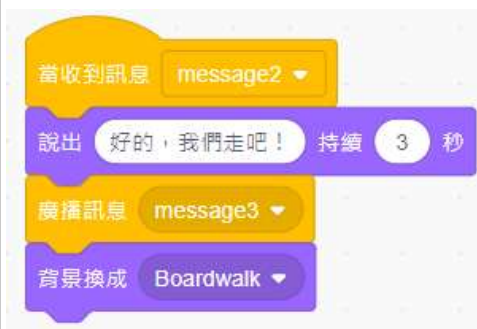 當收到訊息 message2
說出 好的，我們走吧！ 持續 3 秒
廣播訊息 message3
背景換成 Boardwalk